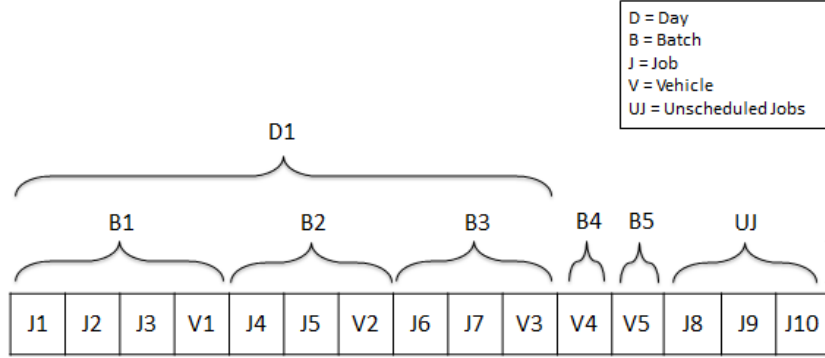 D = Day
B = Batch
J = Job
V = Vehicle
UJ = Unscheduled Jobs
D1
B1 B2 B3 B4 B5 UJ
J1 J2 J3 V1 J4 J5 V2 J6 J7 V3 V4 V5 J8 J9 J10